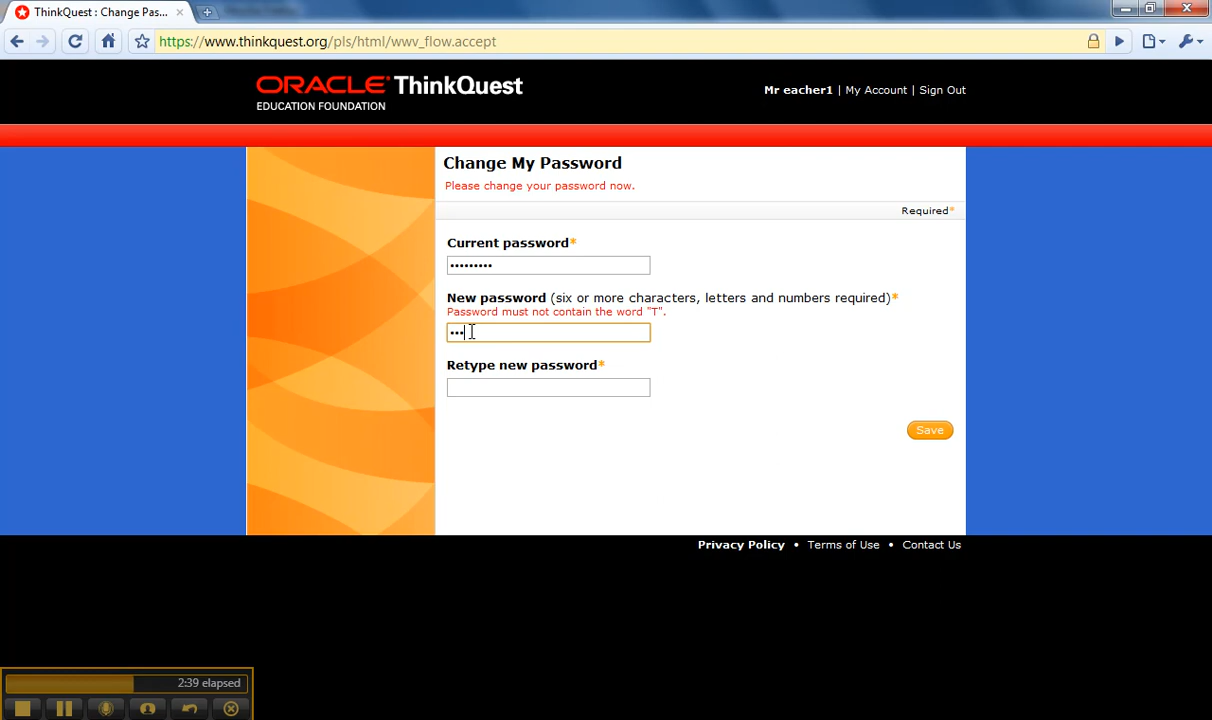 ThinkQuest : Change Pas...
https://www.thinkquest.org/pls/html/wwv_flow.accept
ORACLE ThinkQuest
EDUCATION FOUNDATION
Mr eacher1 | My Account | Sign Out
Change My Password
Please change your password now.
Required*
Current password*
•••••••••
New password (six or more characters, letters and numbers required)*
Password must not contain the word "T".
•••
Retype new password*
Save
Privacy Policy • Terms of Use • Contact Us
2:39 elapsed